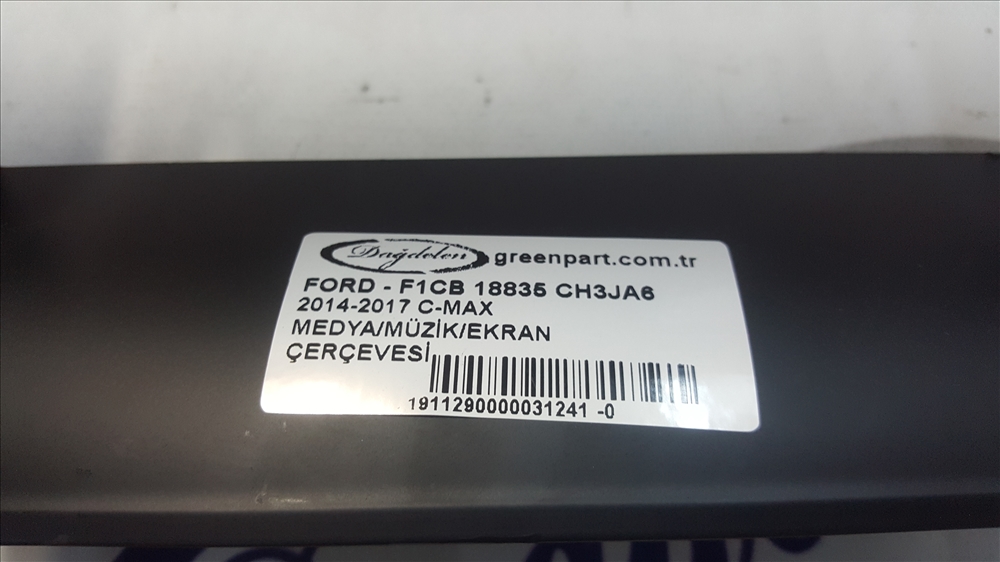 Dağdelen greenpart.com.tr
FORD - F1CB 18835 CH3JA6
2014-2017 C-MAX
MEDYA/MÜZİK/EKRAN
ÇERÇEVESİ
1911290000031241 -0